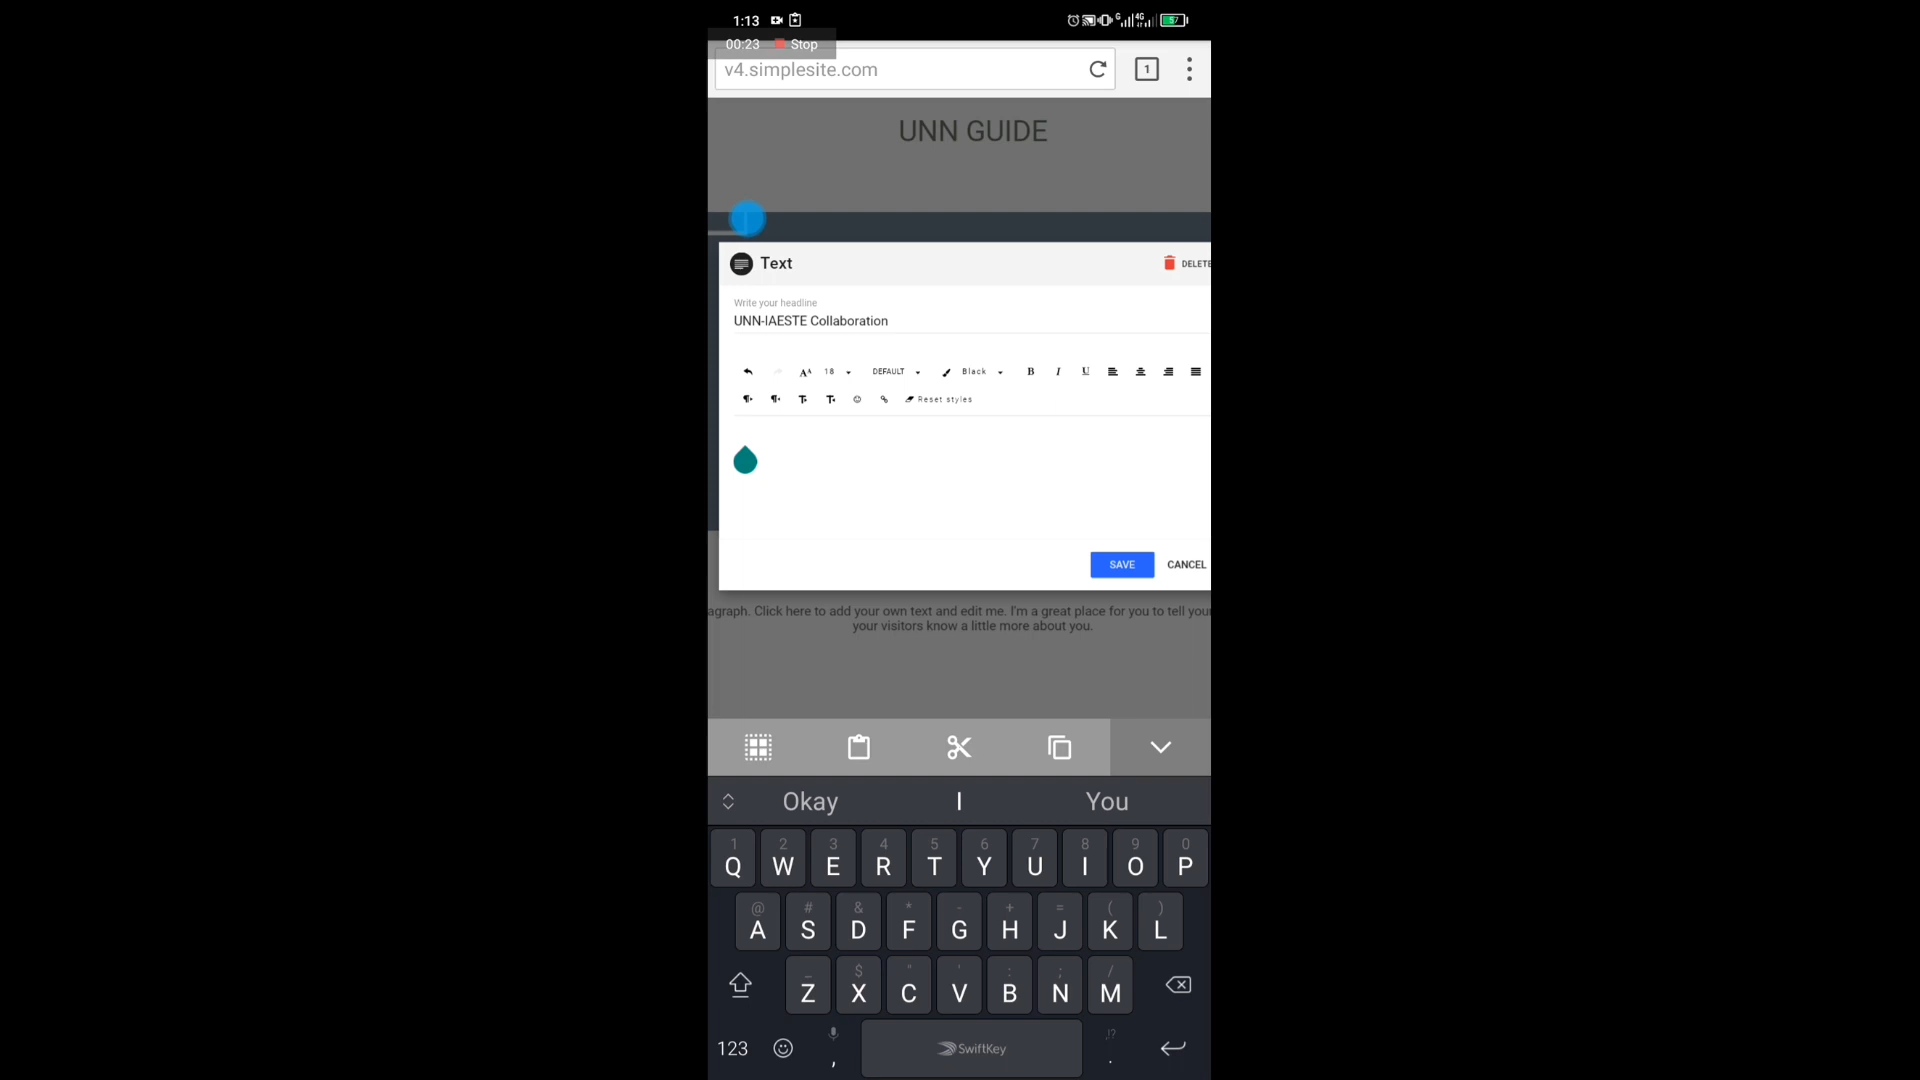 1:13 G 4G 57
00:23 Stop
v4.simplesite.com 1
UNN GUIDE
Text DELETE
Write your headline
UNN-IAESTE Collaboration
18 DEFAULT Black B I U
Reset styles
SAVE CANCEL
agraph. Click here to add your own text and edit me. I'm a great place for you to tell your
your visitors know a little more about you.
Okay I You
1 2 3 4 5 6 7 8 9 0
Q W E R T Y U I O P
@ # & * - + = ( )
A S D F G H J K L
_ $ " ' : ; /
Z X C V B N M
123 , SwiftKey .!?